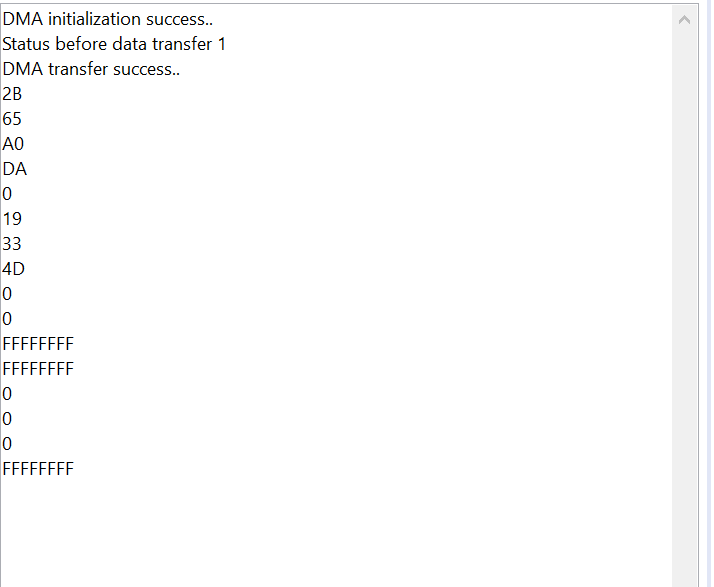 DMA initialization success..
Status before data transfer 1
DMA transfer success..
2B
65
A0
DA
0
19
33
4D
0
0
FFFFFFFF
FFFFFFFF
0
0
0
FFFFFFFF